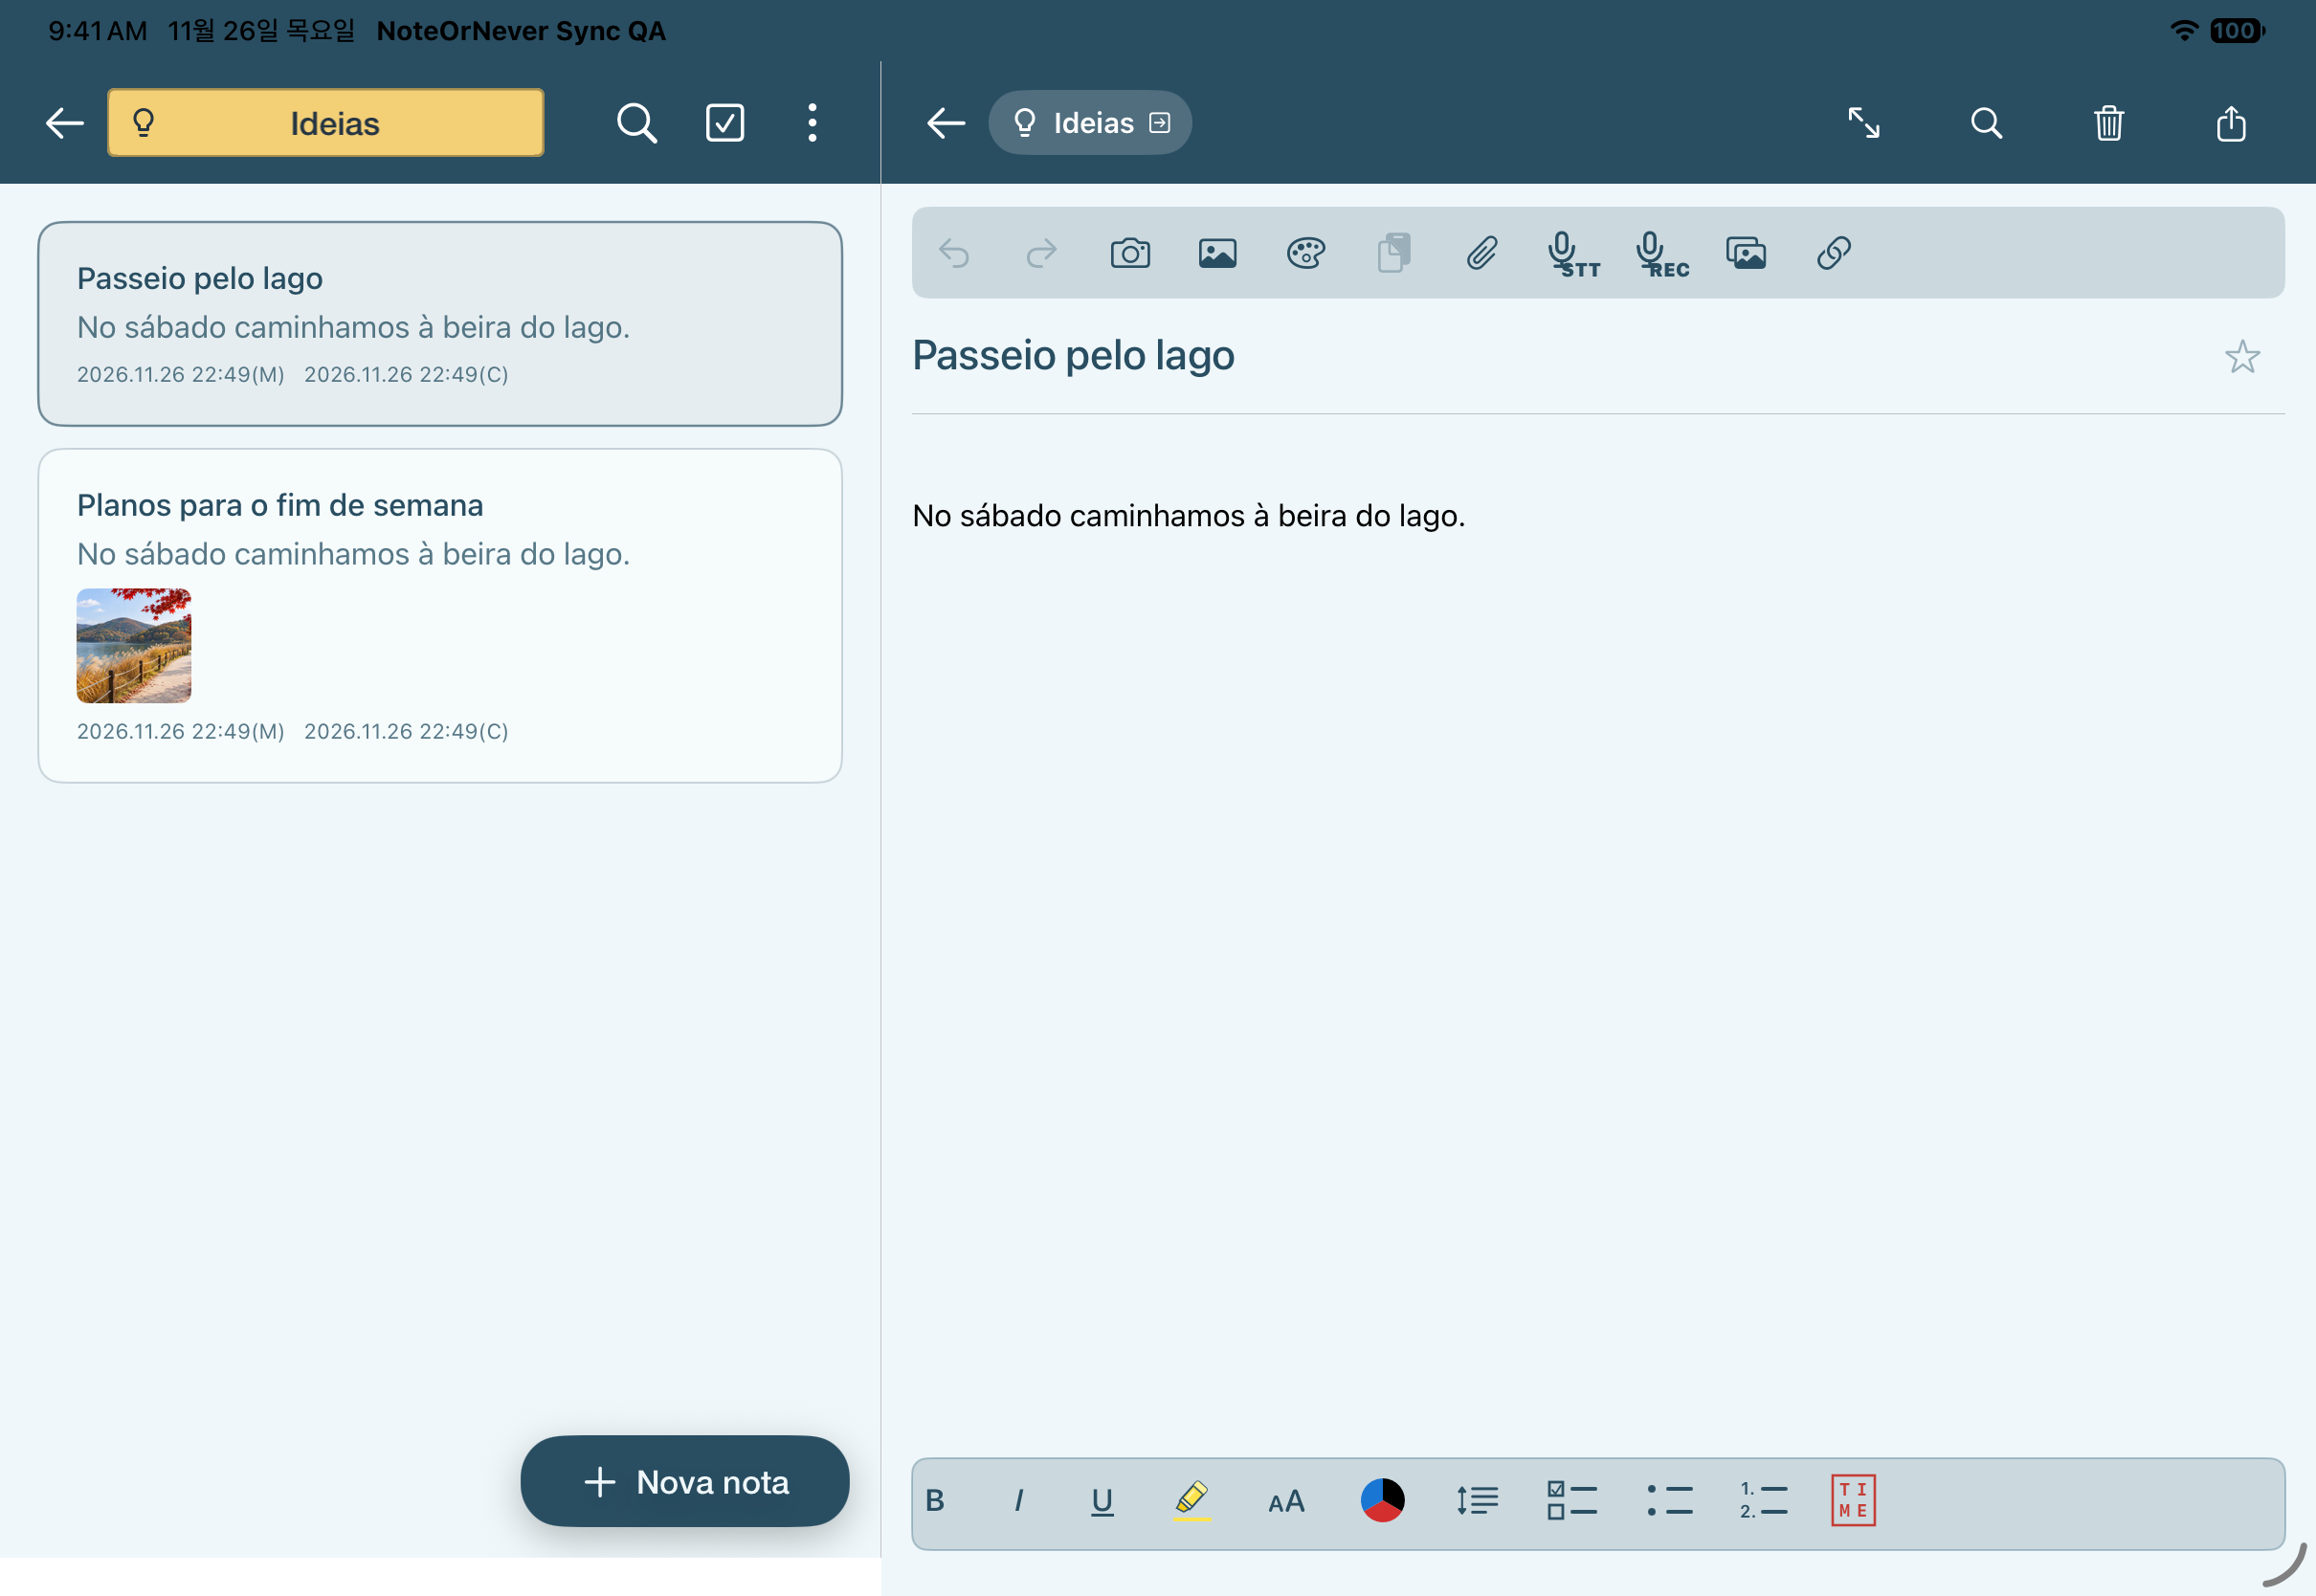 9:41 AM 11월 26일 목요일 NoteOrNever Sync QA
100
Ideias
Passeio pelo lago
No sábado caminhamos à beira do lago.
2026.11.26 22:49(M) 2026.11.26 22:49(C)
Planos para o fim de semana
No sábado caminhamos à beira do lago.
2026.11.26 22:49(M) 2026.11.26 22:49(C)
+ Nova nota
Ideias
STT
REC
Passeio pelo lago
No sábado caminhamos à beira do lago.
B I U AA
1.
2.
TI
ME